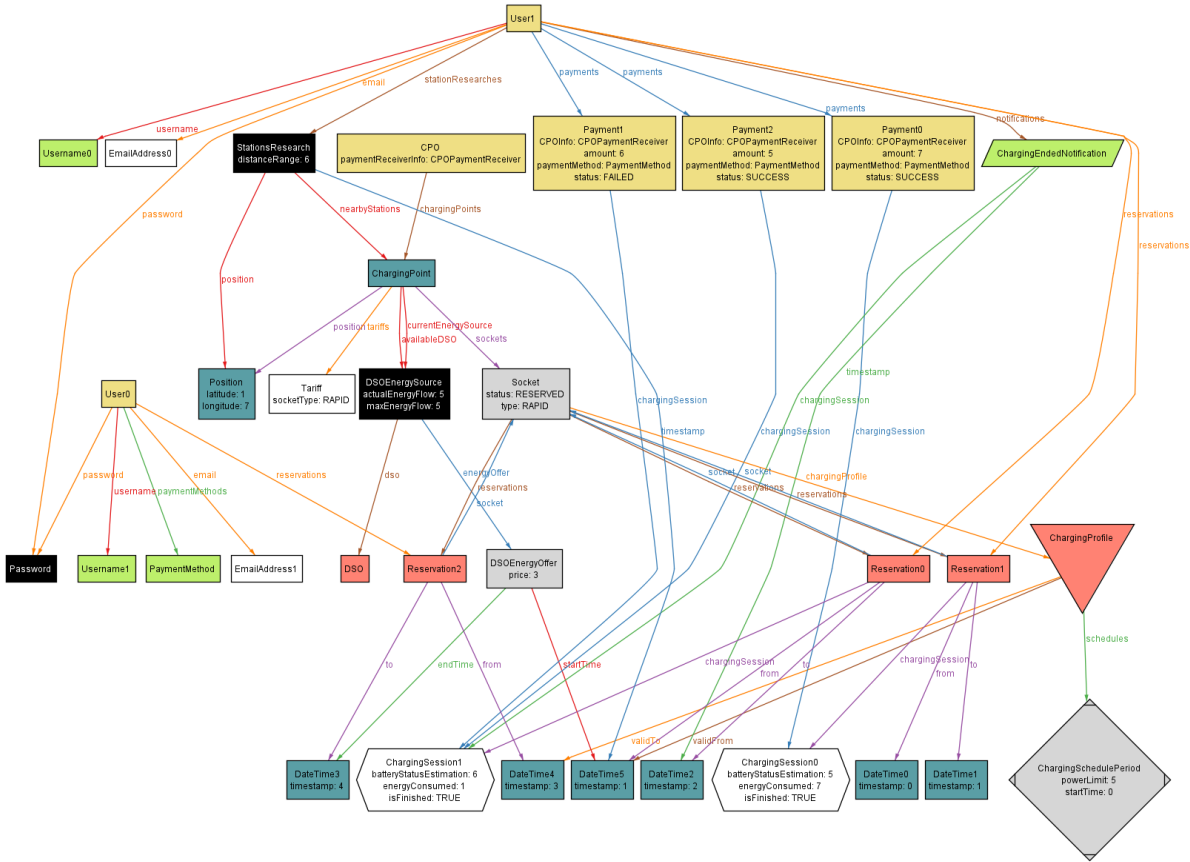 User1
payments
payments
email
stationResearches
payments
notifications
username
Username0
EmailAddress0
StationsResearch
distanceRange: 6
CPO
paymentReceiverInfo: CPOPaymentReceiver
Payment1
CPOInfo: CPOPaymentReceiver
amount: 6
paymentMethod: PaymentMethod
status: FAILED
Payment2
CPOInfo: CPOPaymentReceiver
amount: 5
paymentMethod: PaymentMethod
status: SUCCESS
Payment0
CPOInfo: CPOPaymentReceiver
amount: 7
paymentMethod: PaymentMethod
status: SUCCESS
ChargingEndedNotification
password
nearbyStations
chargingPoints
reservations
reservations
position
ChargingPoint
position
tariffs
currentEnergySource
availableDSO
sockets
Position
latitude: 1
longitude: 7
Tariff
socketType: RAPID
DSOEnergySource
actualEnergyFlow: 5
maxEnergyFlow: 5
Socket
status: RESERVED
type: RAPID
timestamp
chargingSession
chargingSession
User0
timestamp
chargingSession
chargingSession
password
username
paymentMethods
email
reservations
dso
energyOffer
reservations
socket
socket
socket
reservations
reservations
chargingProfile
Password
Username1
PaymentMethod
EmailAddress1
DSO
Reservation2
DSOEnergyOffer
price: 3
Reservation0
Reservation1
ChargingProfile
schedules
to
endTime
from
startTime
chargingSession
from
to
chargingSession
from
to
validTo
validFrom
DateTime3
timestamp: 4
ChargingSession1
batteryStatusEstimation: 6
energyConsumed: 1
isFinished: TRUE
DateTime4
timestamp: 3
DateTime5
timestamp: 1
DateTime2
timestamp: 2
ChargingSession0
batteryStatusEstimation: 5
energyConsumed: 7
isFinished: TRUE
DateTime0
timestamp: 0
DateTime1
timestamp: 1
ChargingSchedulePeriod
powerLimit: 5
startTime: 0